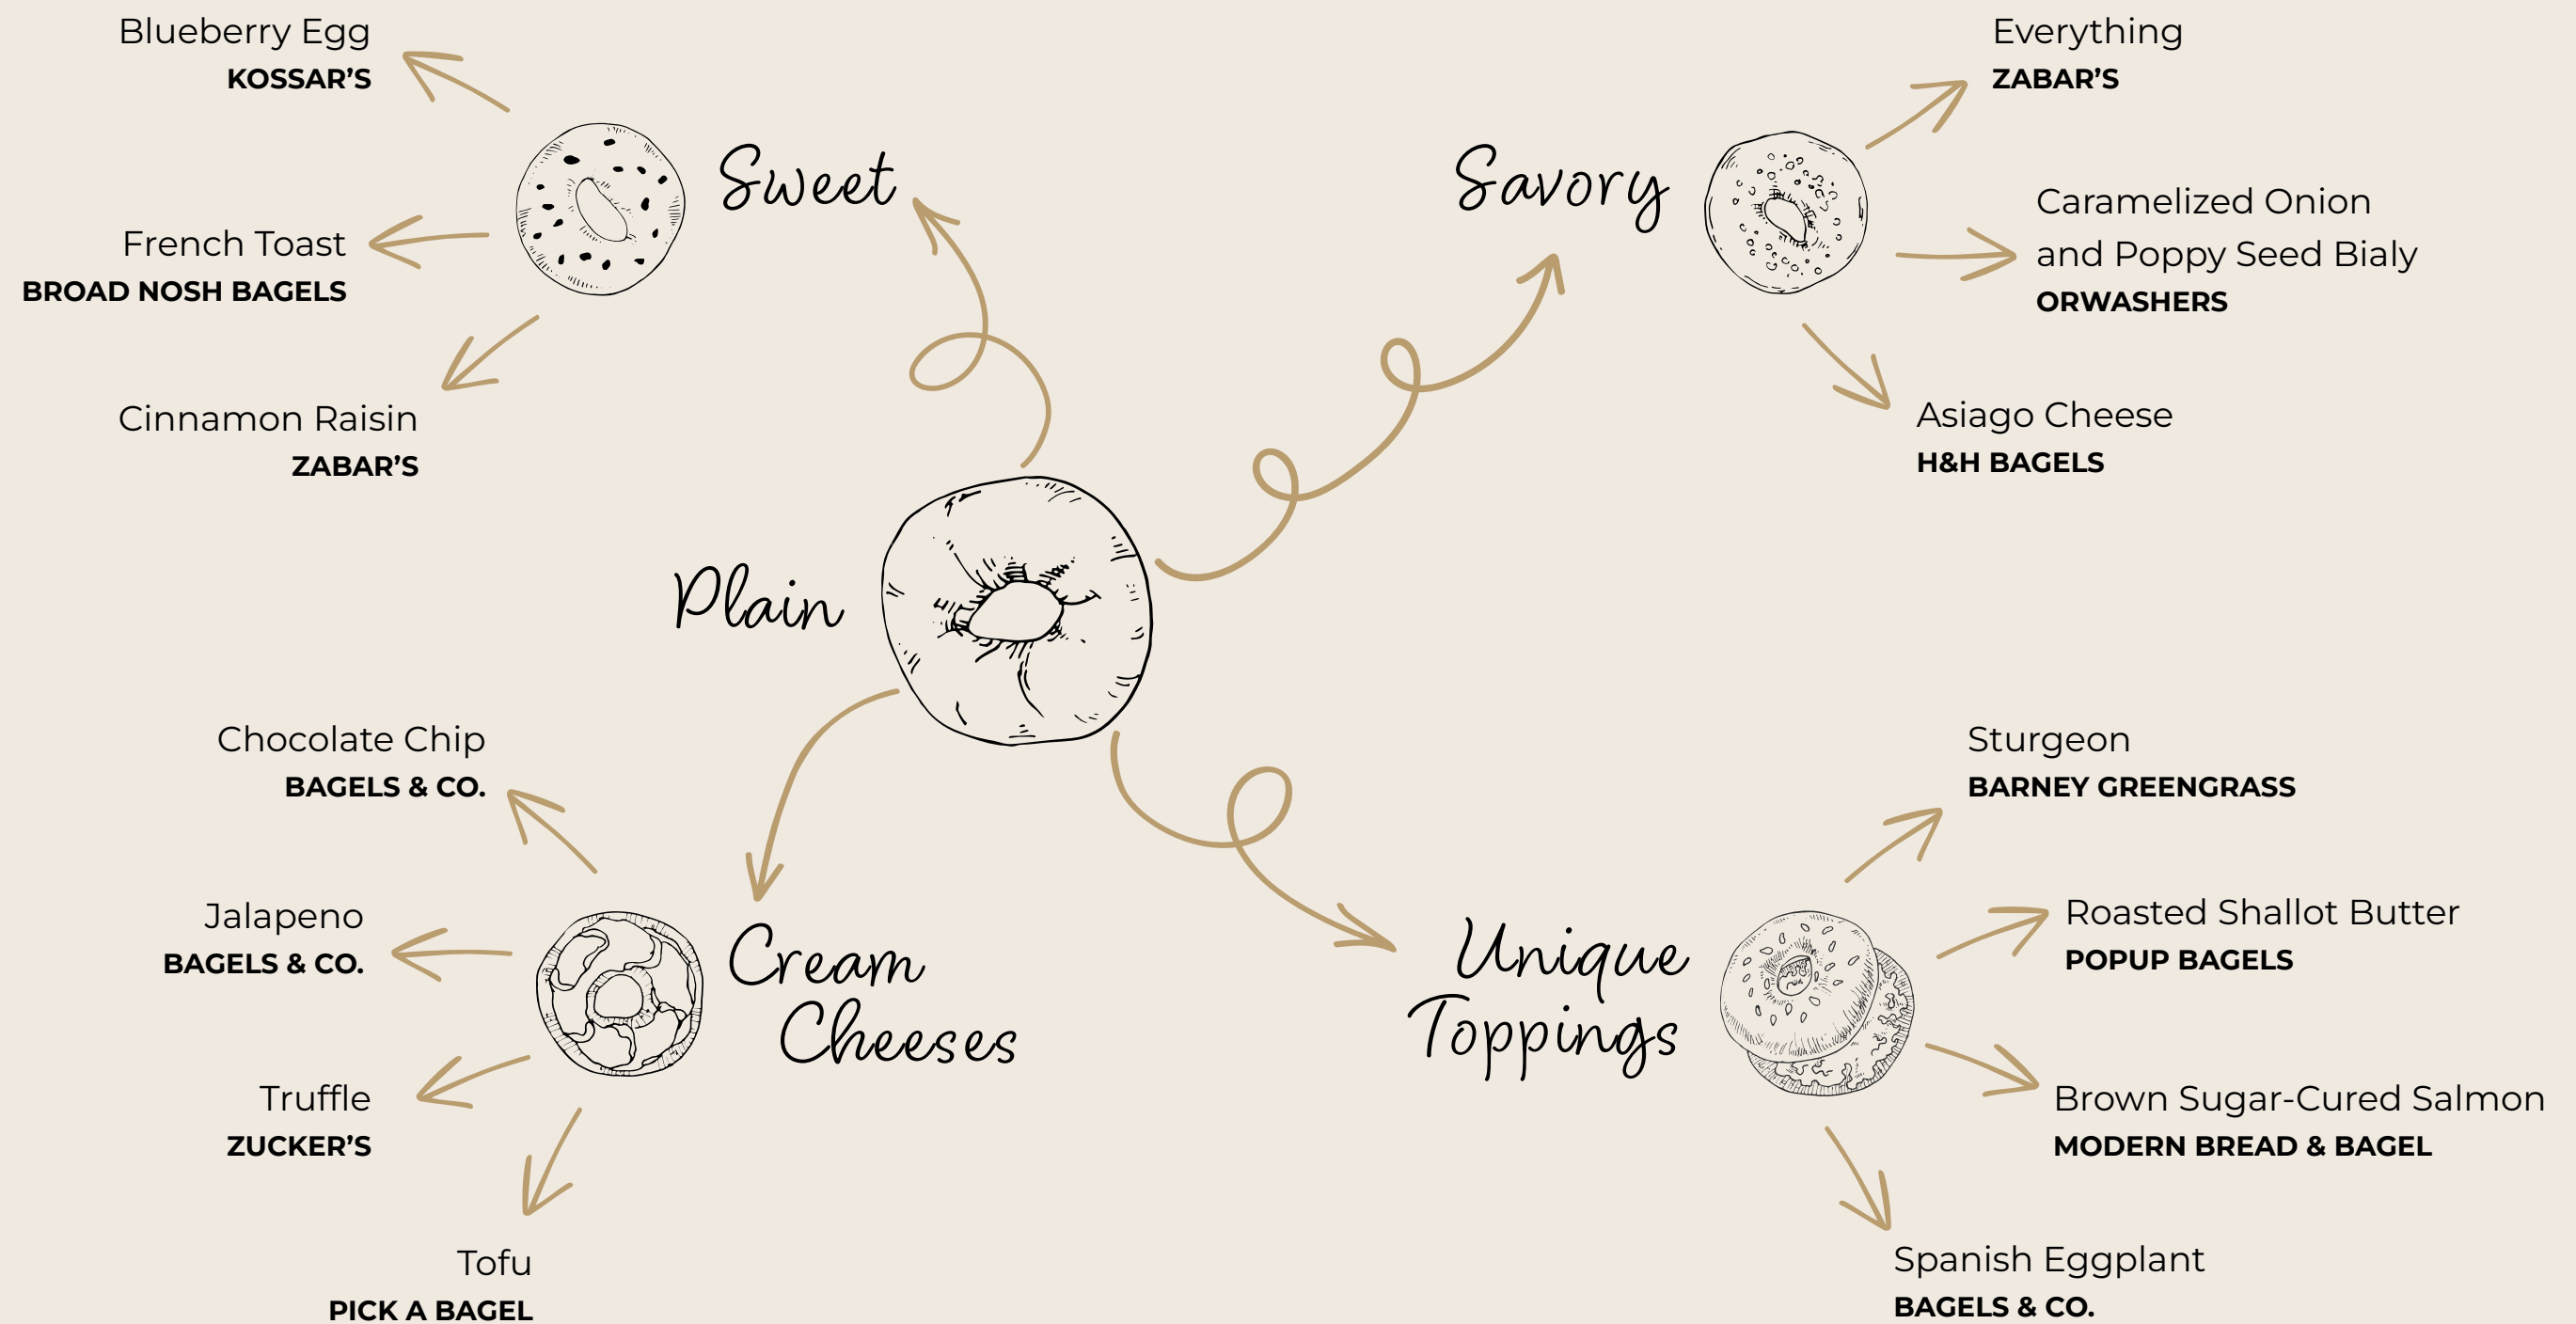 Blueberry Egg
KOSSAR’S
French Toast
BROAD NOSH BAGELS
Cinnamon Raisin
ZABAR’S
Sweet
Savory
Everything
ZABAR’S
Caramelized Onion
and Poppy Seed Bialy
ORWASHERS
Asiago Cheese
H&H BAGELS
Plain
Chocolate Chip
BAGELS & CO.
Jalapeno
BAGELS & CO.
Truffle
ZUCKER’S
Tofu
PICK A BAGEL
Cream
Cheeses
Unique
Toppings
Sturgeon
BARNEY GREENGRASS
Roasted Shallot Butter
POPUP BAGELS
Brown Sugar-Cured Salmon
MODERN BREAD & BAGEL
Spanish Eggplant
BAGELS & CO.